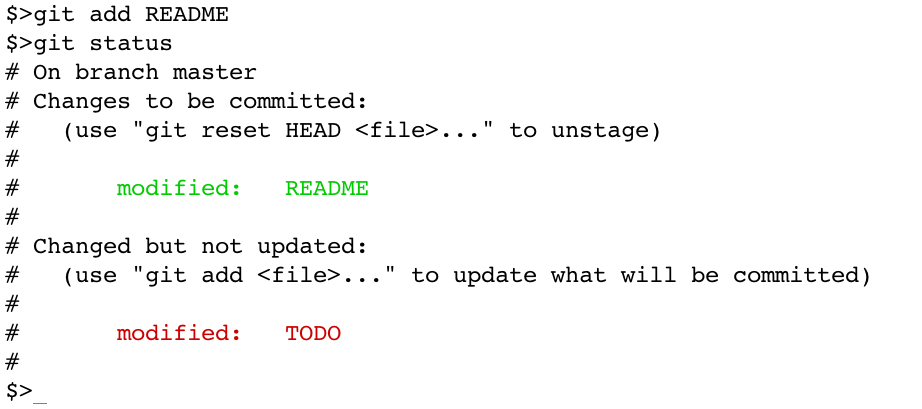 $>git add README
$>git status
# On branch master
# Changes to be committed:
#   (use "git reset HEAD <file>..." to unstage)
#
#       modified:   README
#
# Changed but not updated:
#   (use "git add <file>..." to update what will be committed)
#
#       modified:   TODO
#
$>_